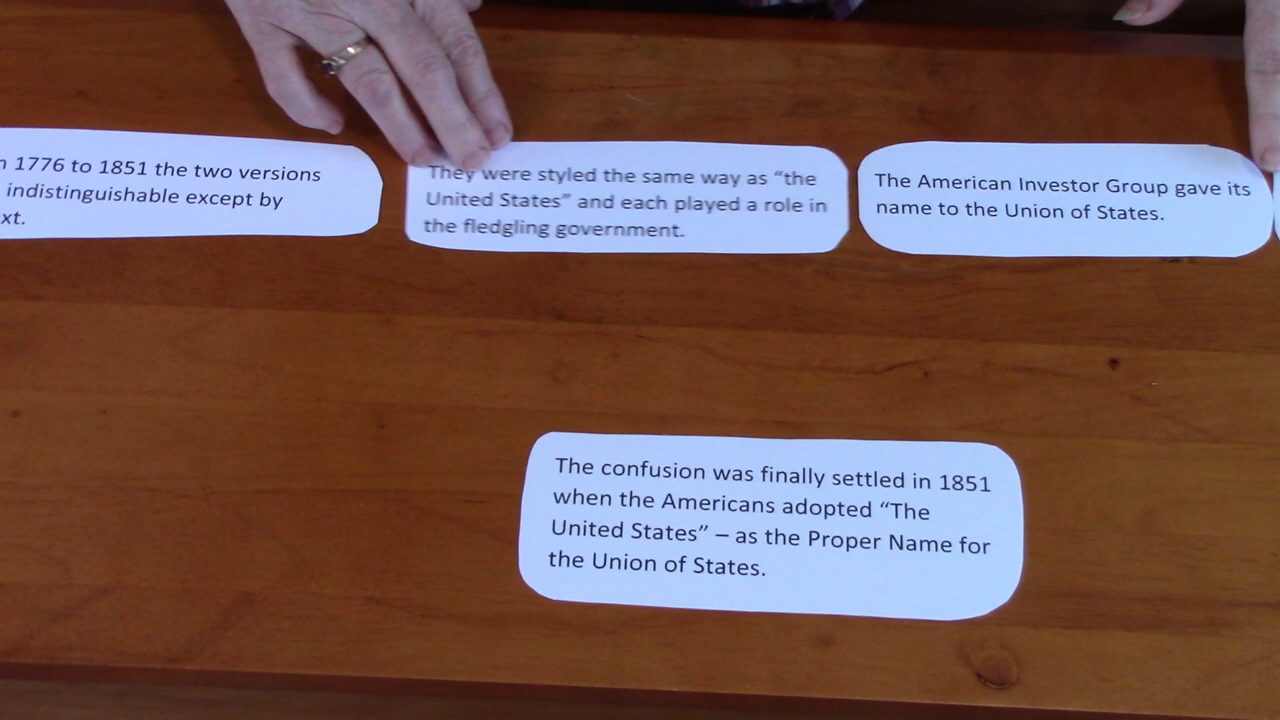 1776 to 1851 the two versions
indistinguishable except by
They were styled the same way as “the
United States” and each played a role in
the fledgling government.
The American Investor Group gave its
name to the Union of States.
The confusion was finally settled in 1851
when the Americans adopted “The
United States” – as the Proper Name for
the Union of States.